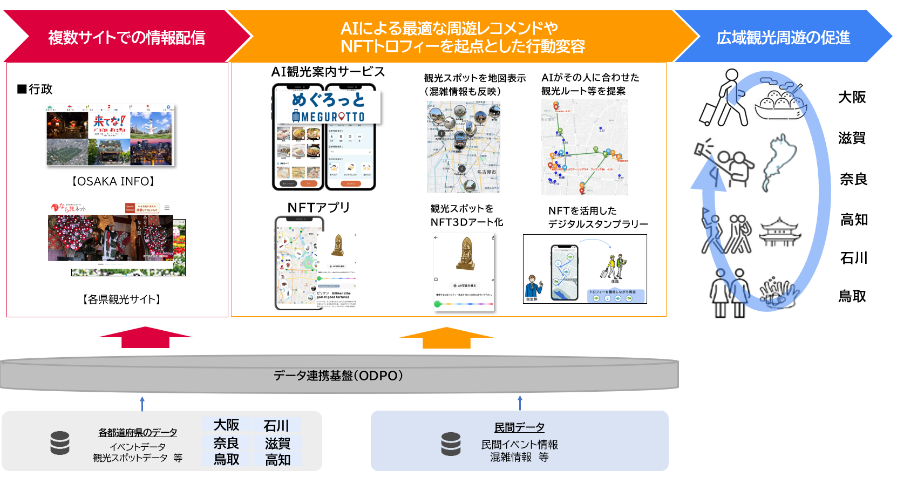 複数サイトでの情報配信
AIによる最適な周遊レコメンドや
NFTトロフィーを起点とした行動変容
広域観光周遊の促進
■行政
来てな!
【OSAKA INFO】
【各県観光サイト】
AI観光案内サービス
めぐろっと
OMEGUROTTO
観光スポットを地図表示
(混雑情報も反映)
名古屋市
AIがその人に合わせた
観光ルート等を提案
NFTアプリ
観光スポットを
NFT3Dアート化
NFTを活用した
デジタルスタンプラリー
大阪
滋賀
奈良
高知
石川
鳥取
データ連携基盤(ODPO)
各都道府県のデータ
イベントデータ
観光スポットデータ 等
大阪 石川
奈良 滋賀
鳥取 高知
民間データ
民間イベント情報
混雑情報 等